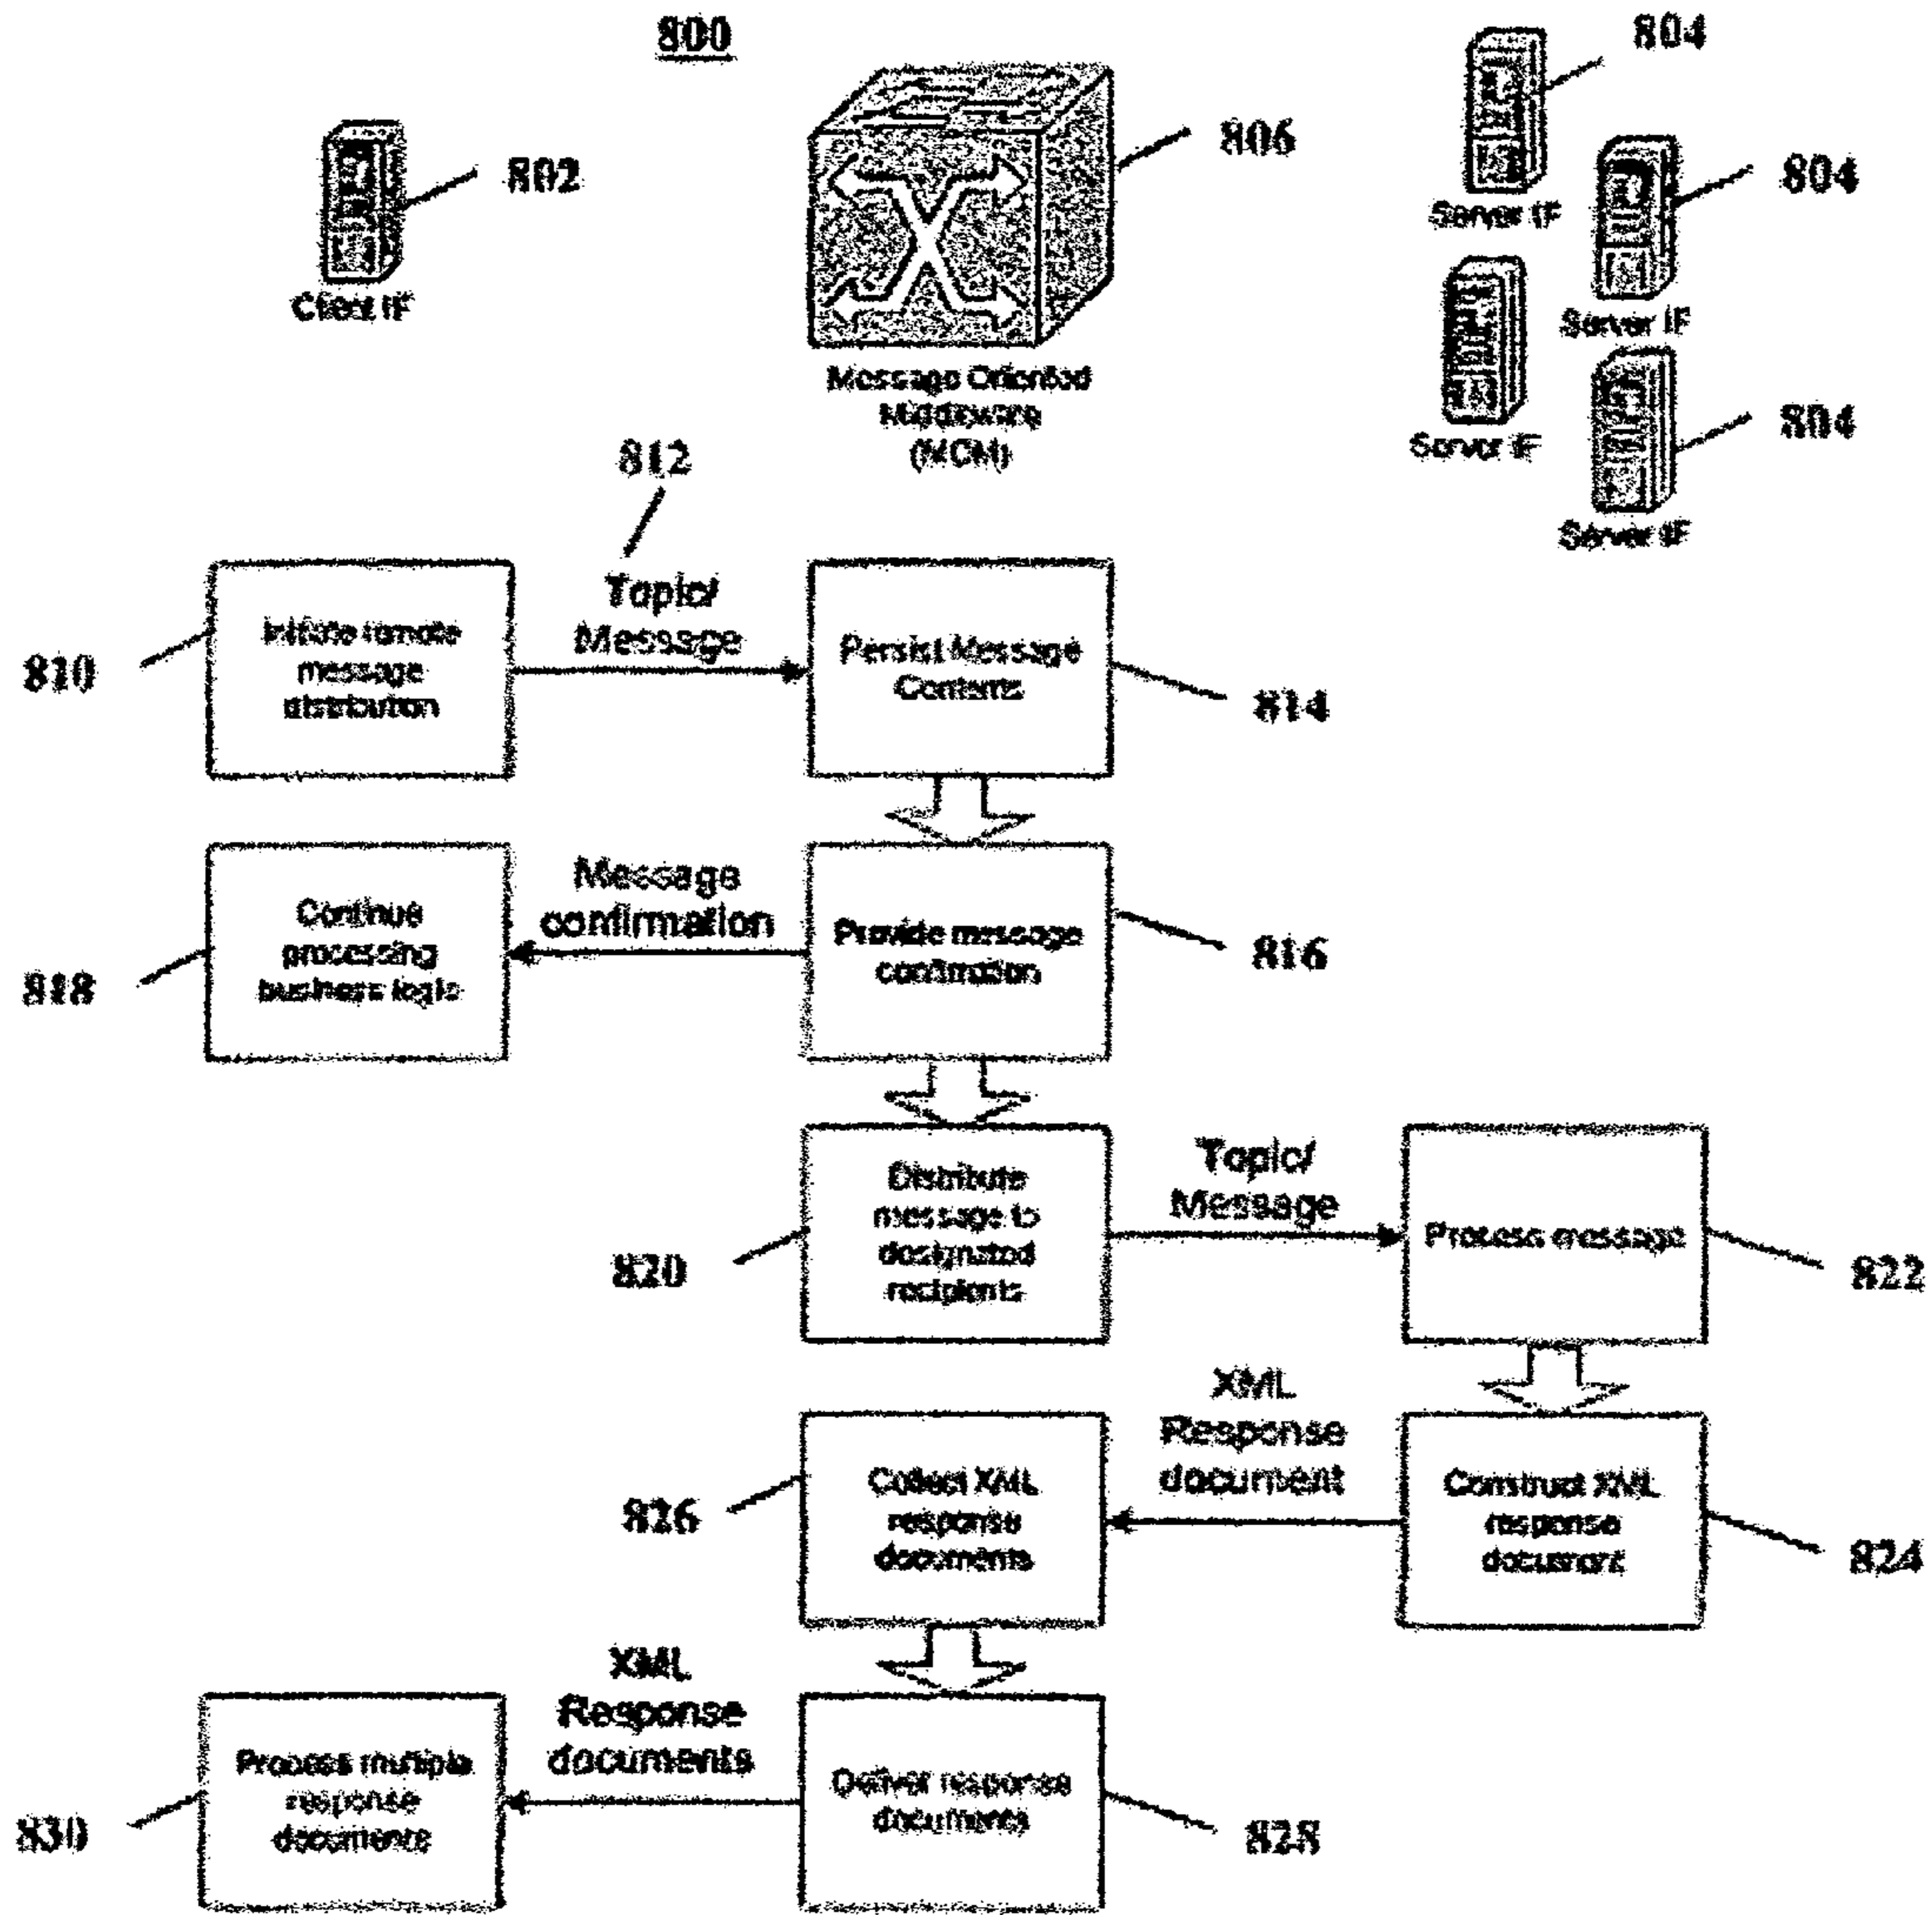 800
804
806
802
804
Server IF
Client IF
Server IF
Message Oriented
Middleware
(MOM)
804
Server IF
812
Server IF
Topic/
Message
Initiate remote
message
distribution
Persist Message
Contents
810
814
Message
confirmation
Continue
processing
business logic
Provide message
confirmation
816
818
Distribute
message to
designated
recipients
Topic/
Message
Process message
820
822
XML
Response
document
Collect XML
response
documents
Construct XML
response
document
826
824
XML
Response
documents
Process multiple
response
documents
Deliver response
documents
830
828